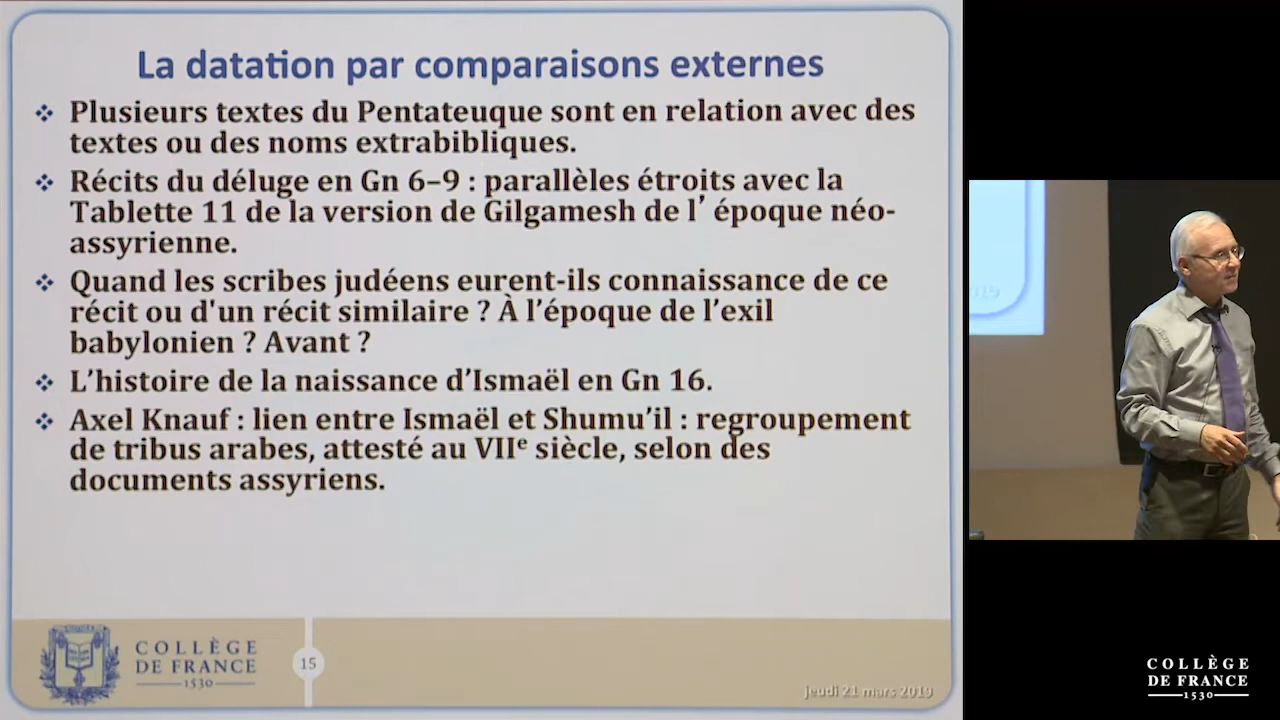 La datation par comparaisons externes
❖ Plusieurs textes du Pentateuque sont en relation avec des
textes ou des noms extrabibliques.
❖ Récits du déluge en Gn 6–9 : parallèles étroits avec la
Tablette 11 de la version de Gilgamesh de l’ époque néo-
assyrienne.
❖ Quand les scribes judéens eurent-ils connaissance de ce
récit ou d'un récit similaire ? À l’époque de l’exil
babylonien ? Avant ?
❖ L’histoire de la naissance d’Ismaël en Gn 16.
❖ Axel Knauf : lien entre Ismaël et Shumu’il : regroupement
de tribus arabes, attesté au VIIe siècle, selon des
documents assyriens.
COLLÈGE
DE FRANCE
1530
15
jeudi 21 mars 2019
2019
COLLÈGE
DE FRANCE
1530